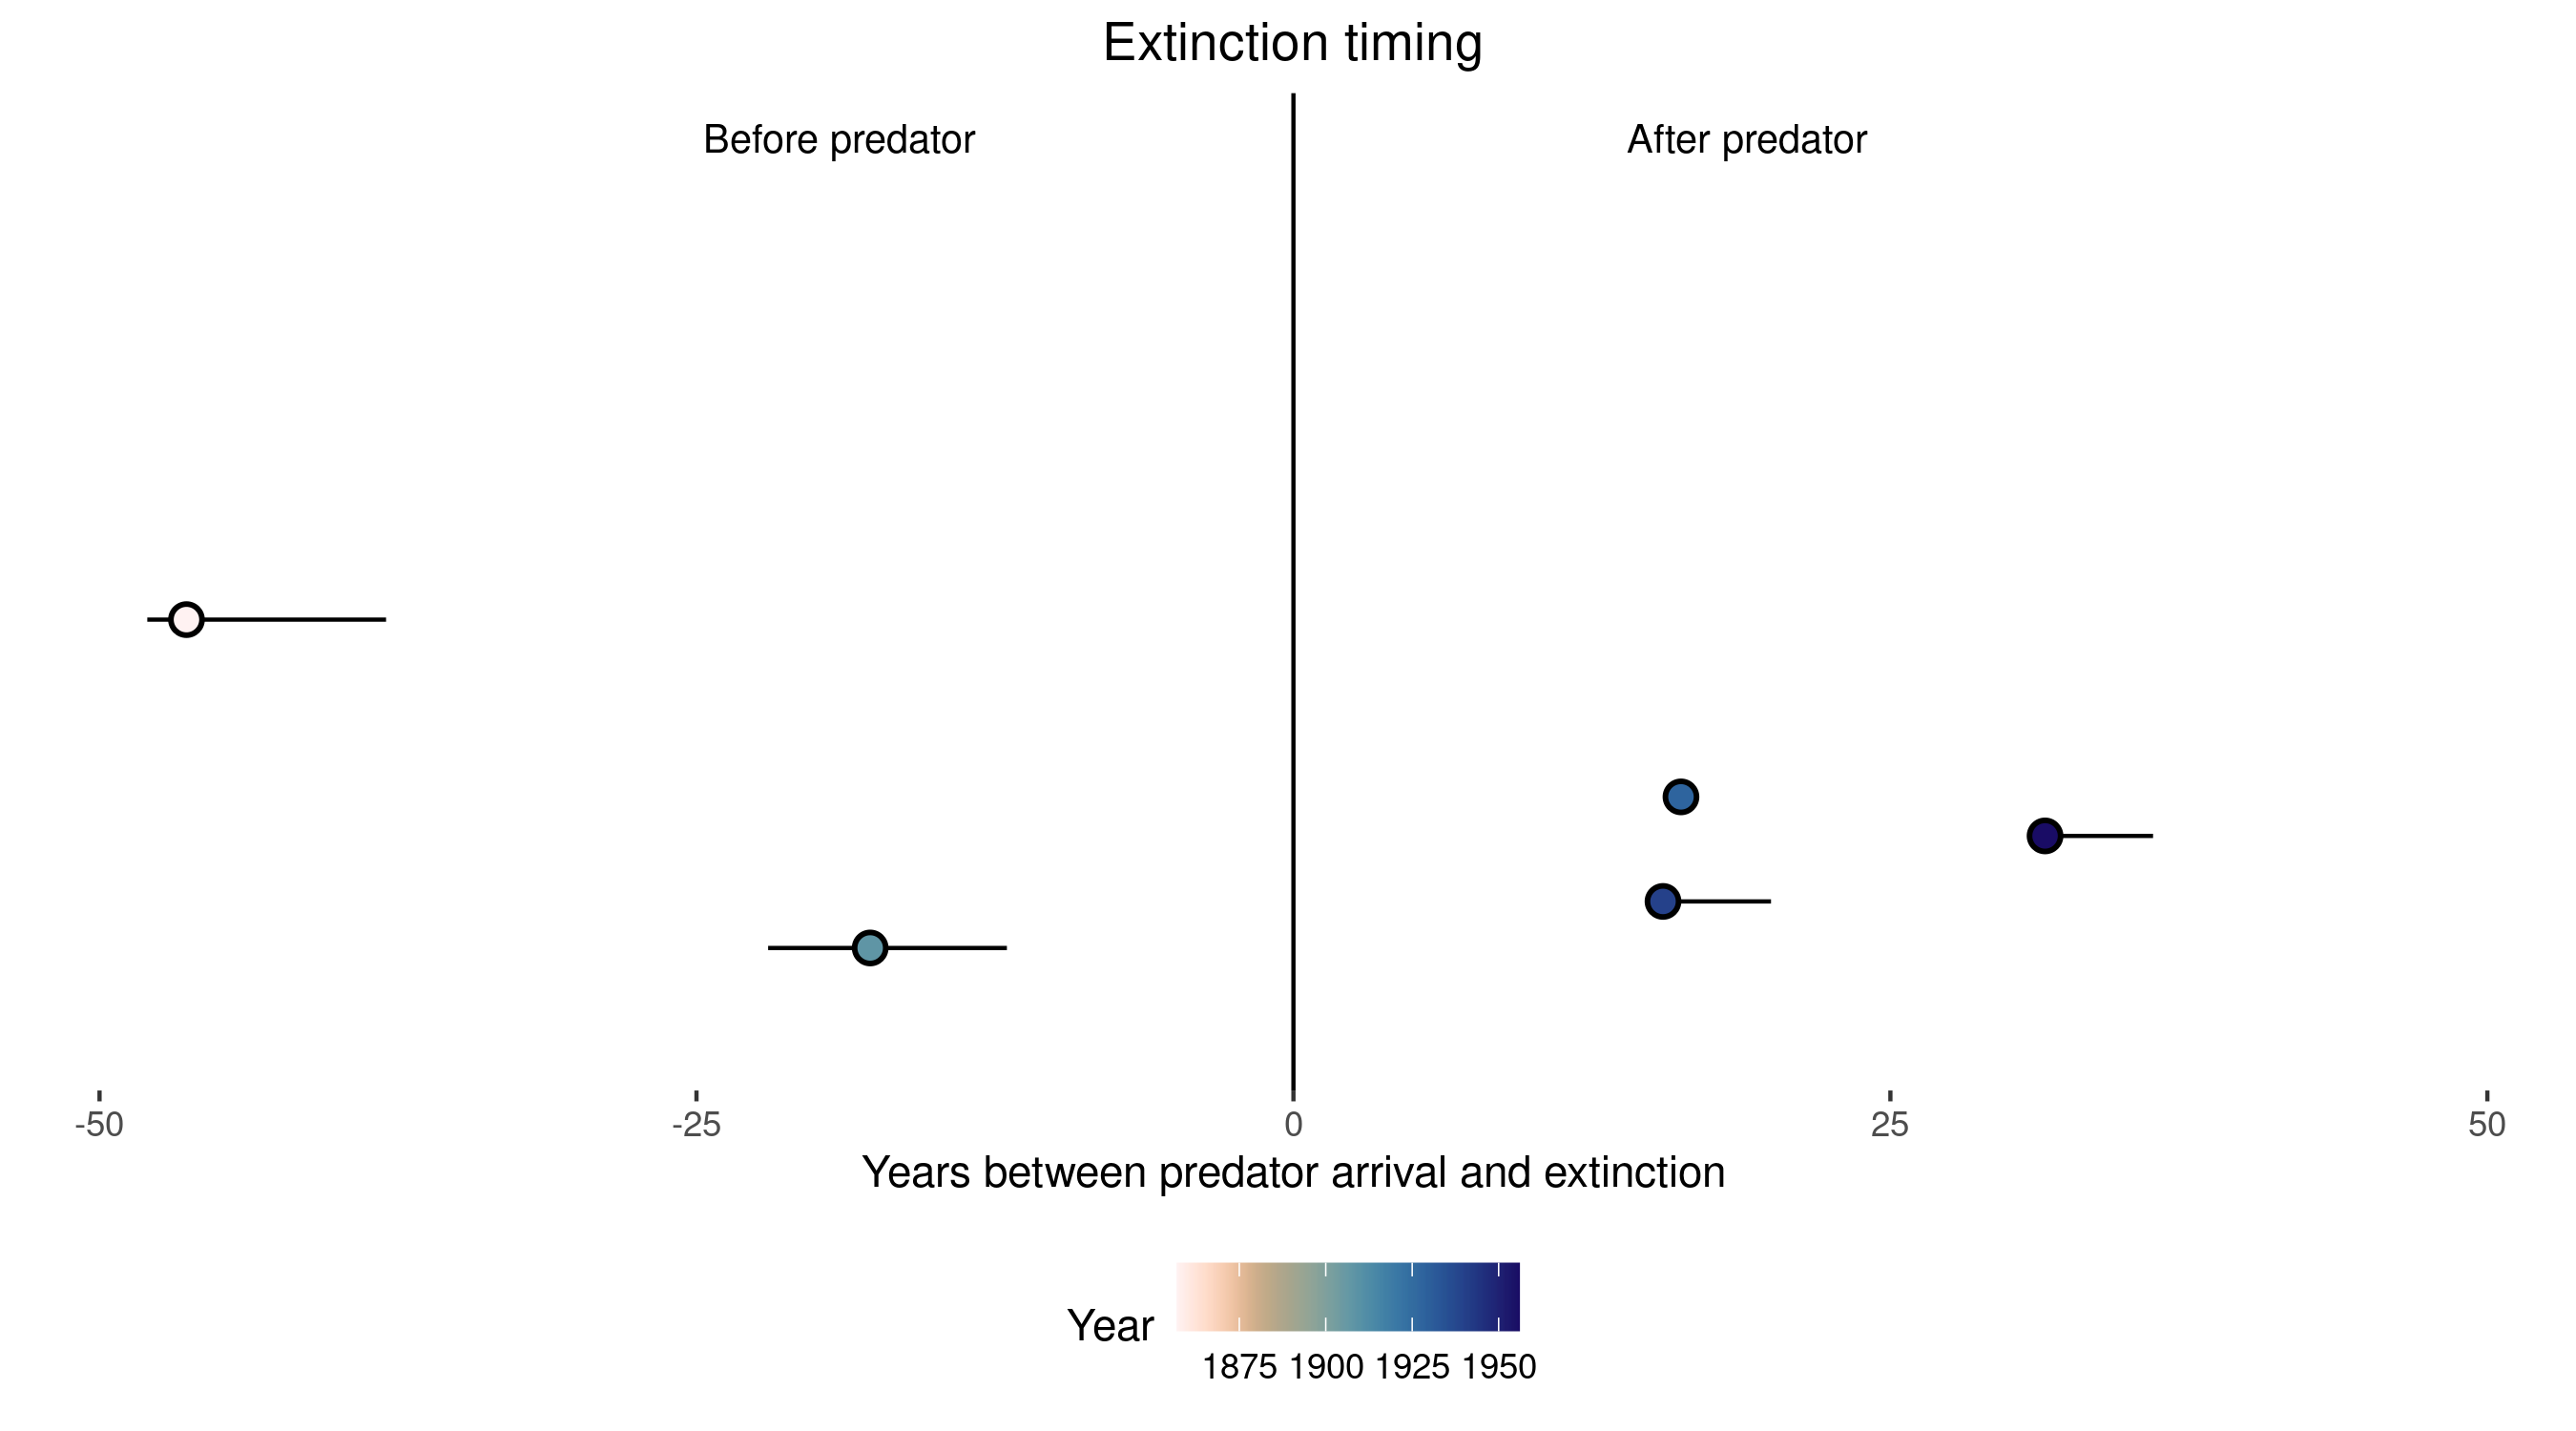 Extinction timing
Before predator
After predator
-50
-25
0
25
50
Years between predator arrival and extinction
Year
1875 1900 1925 1950